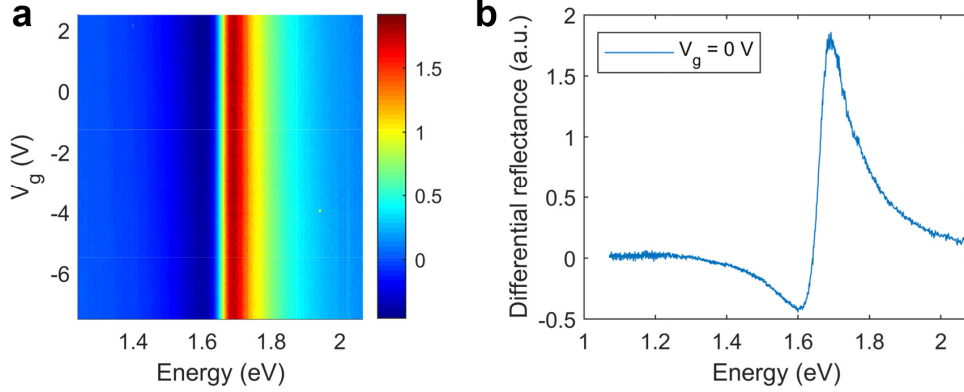 a
2
0
-2
-4
-6
V_g (V)
1.4 1.6 1.8 2
Energy (eV)
1.5
1
0.5
0
b
2
1.5
1
0.5
0
-0.5
Differential reflectance (a.u.)
V_g = 0 V
1 1.2 1.4 1.6 1.8 2
Energy (eV)